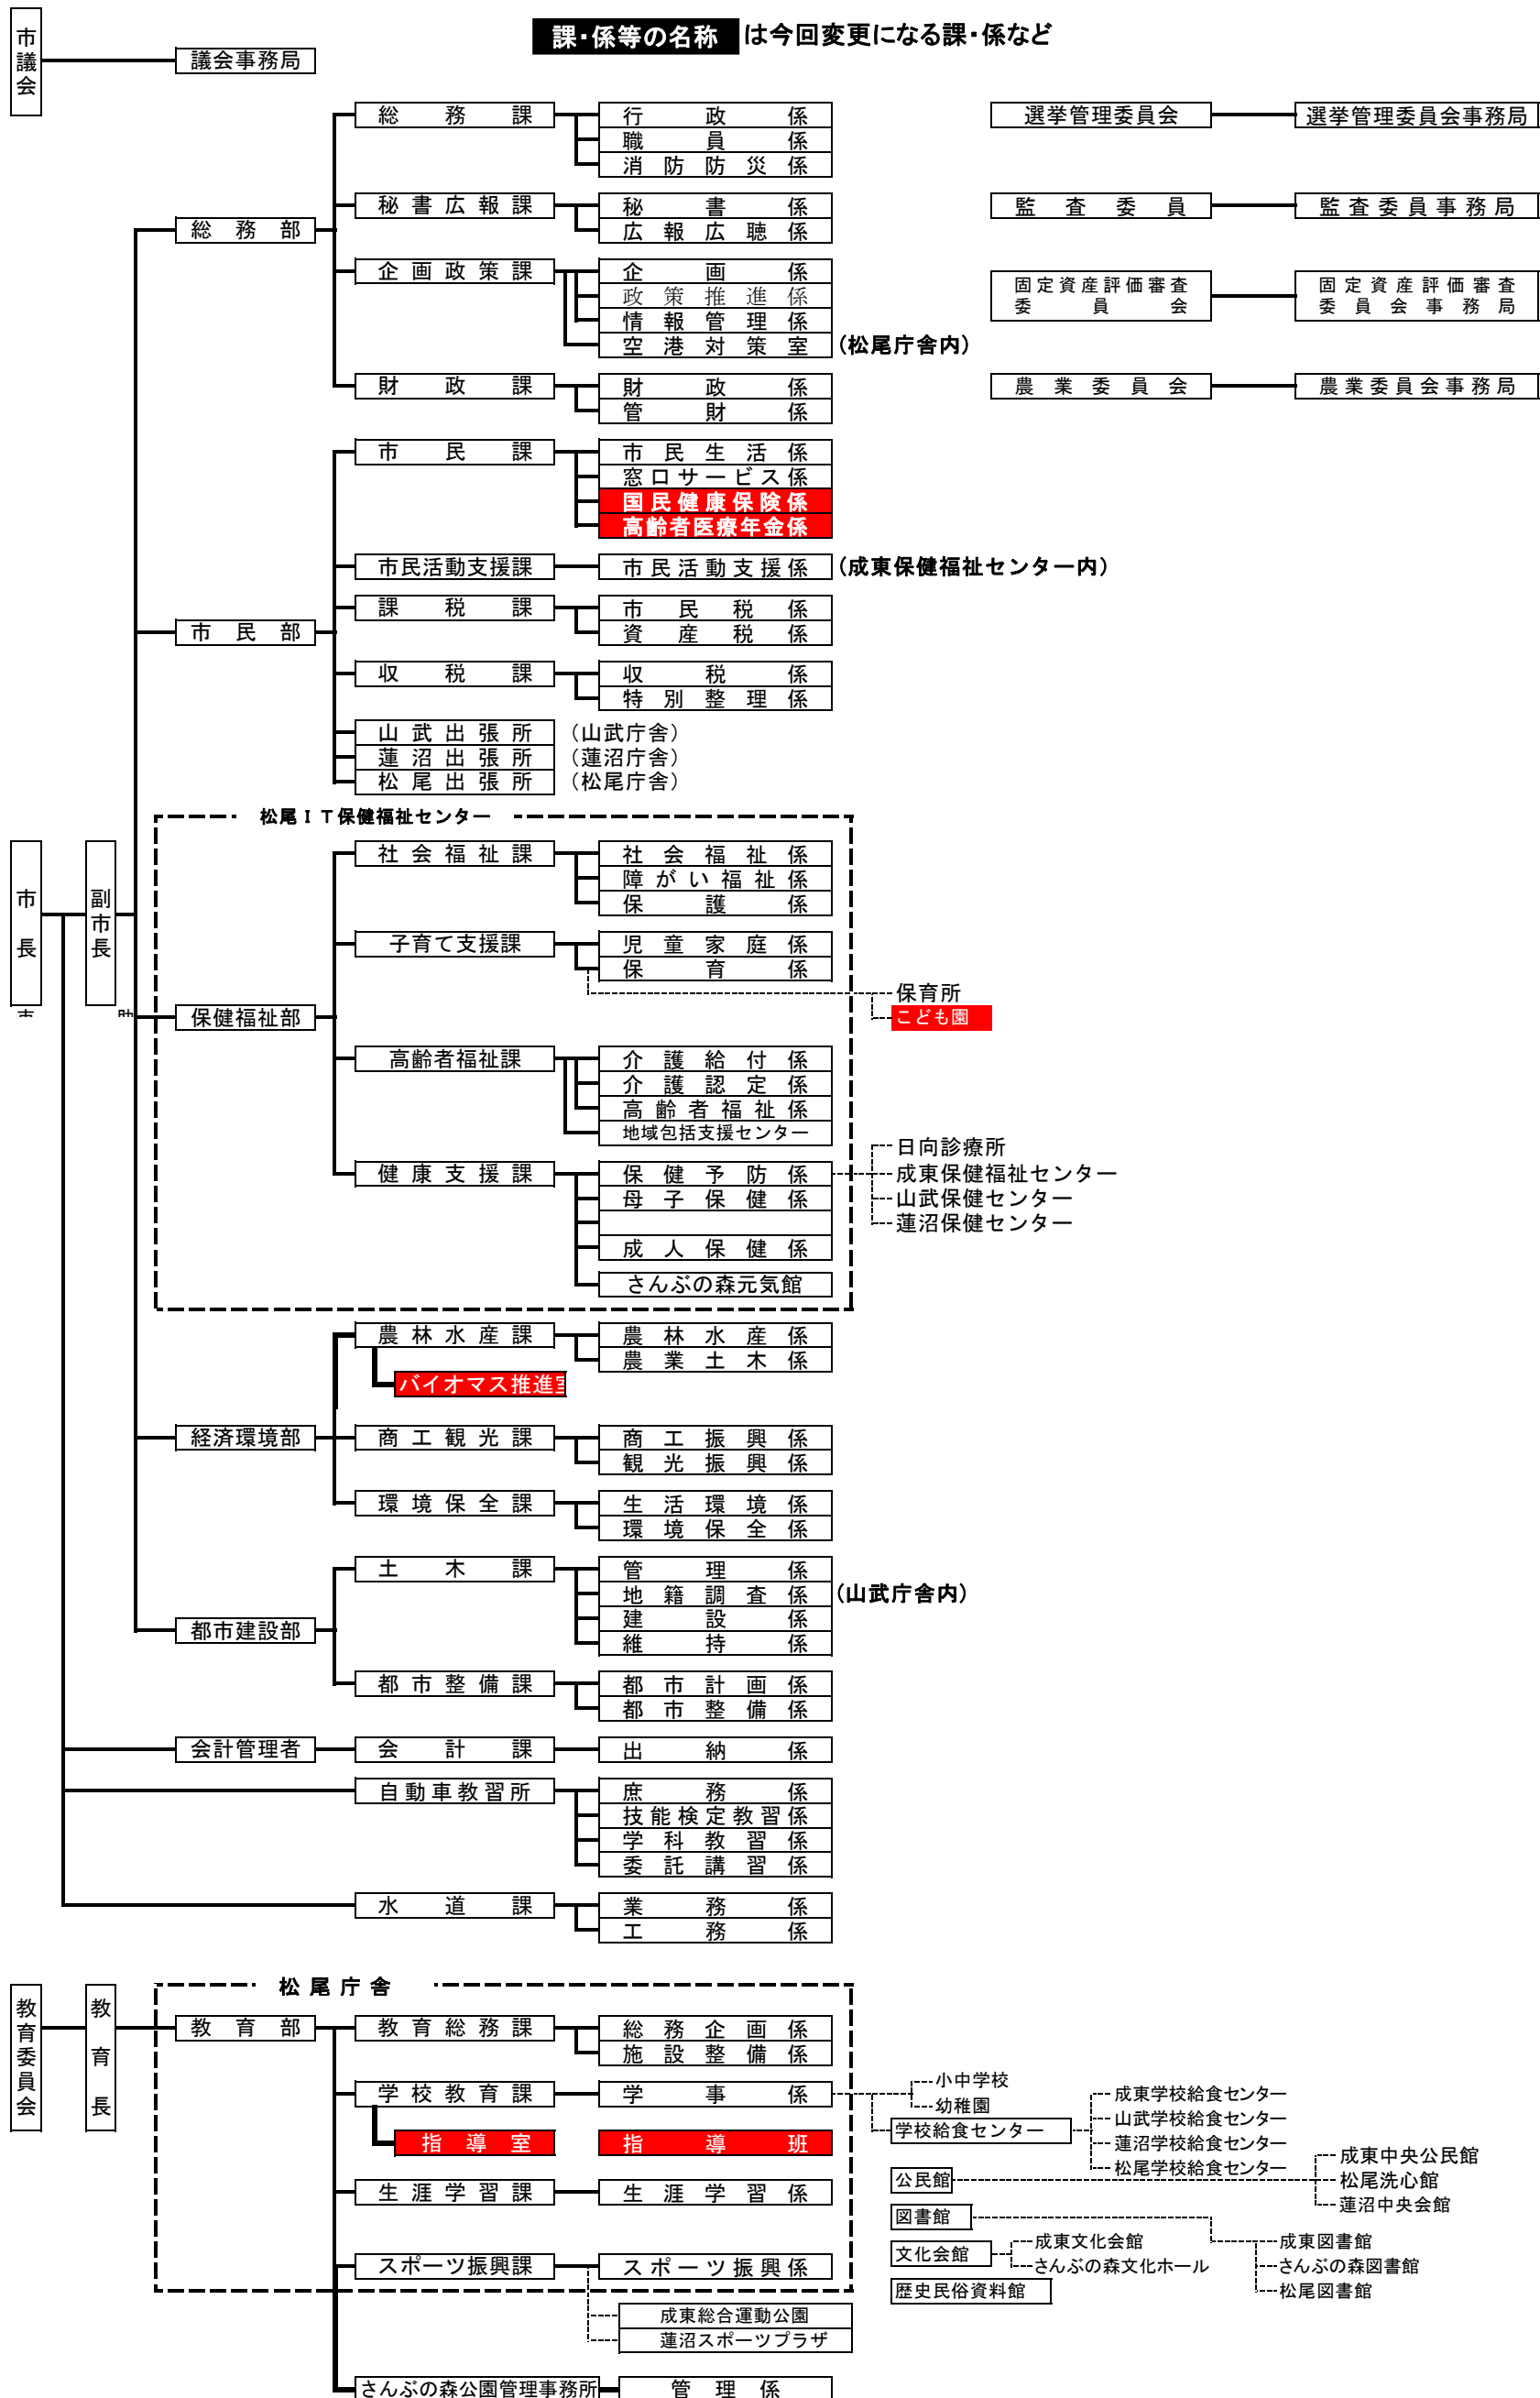 課・係等の名称 は今回変更になる課・係など
市議会
議会事務局
総務課
行政係
職員係
消防防災係
選挙管理委員会
選挙管理委員会事務局
秘書広報課
秘書係
広報広聴係
監査委員
監査委員事務局
総務部
企画政策課
企画係
政策推進係
情報管理係
空港対策室
(松尾庁舎内)
固定資産評価審査
委員会
固定資産評価審査
委員会事務局
財政課
財政係
管財係
農業委員会
農業委員会事務局
市民課
市民生活係
窓口サービス係
国民健康保険係
高齢者医療年金係
市民活動支援課
市民活動支援係
(成東保健福祉センター内)
市民部
課税課
市民税係
資産税係
収税課
収税係
特別整理係
山武出張所
(山武庁舎)
蓮沼出張所
(蓮沼庁舎)
松尾出張所
(松尾庁舎)
松尾IT保健福祉センター
市長
副市長
社会福祉課
社会福祉係
障がい福祉係
保護係
子育て支援課
児童家庭係
保育係
保育所
こども園
保健福祉部
高齢者福祉課
介護給付係
介護認定係
高齢者福祉係
地域包括支援センター
健康支援課
保健予防係
母子保健係
成人保健係
さんぶの森元気館
日向診療所
成東保健福祉センター
山武保健センター
蓮沼保健センター
農林水産課
農林水産係
農業土木係
バイオマス推進室
経済環境部
商工観光課
商工振興係
観光振興係
環境保全課
生活環境係
環境保全係
土木課
管理係
地籍調査係
(山武庁舎内)
建設係
維持係
都市建設部
都市整備課
都市計画係
都市整備係
会計管理者
会計課
出納係
自動車教習所
庶務係
技能検定教習係
学科教習係
委託講習係
水道課
業務係
工務係
松尾庁舎
教育委員会
教育長
教育部
教育総務課
総務企画係
施設整備係
学校教育課
学事係
小中学校
幼稚園
学校給食センター
成東学校給食センター
山武学校給食センター
蓮沼学校給食センター
松尾学校給食センター
指導室
指導班
生涯学習課
生涯学習係
公民館
成東中央公民館
松尾洗心館
蓮沼中央会館
図書館
成東図書館
さんぶの森図書館
松尾図書館
文化会館
成東文化会館
さんぶの森文化ホール
歴史民俗資料館
スポーツ振興課
スポーツ振興係
成東総合運動公園
蓮沼スポーツプラザ
さんぶの森公園管理事務所
管理係